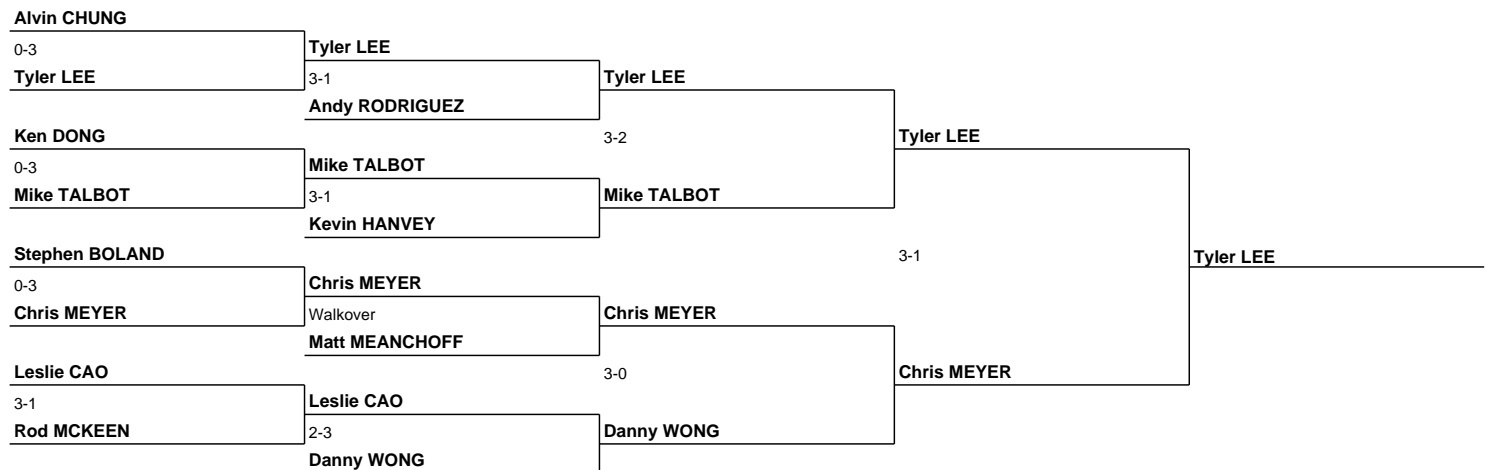 Alvin CHUNG
0-3
Tyler LEE
Tyler LEE
3-1
Tyler LEE
Andy RODRIGUEZ
Ken DONG
3-2
Tyler LEE
0-3
Mike TALBOT
Mike TALBOT
3-1
Mike TALBOT
Kevin HANVEY
Stephen BOLAND
3-1
Tyler LEE
0-3
Chris MEYER
Chris MEYER
Walkover
Chris MEYER
Matt MEANCHOFF
Leslie CAO
3-0
Chris MEYER
3-1
Leslie CAO
Rod MCKEEN
2-3
Danny WONG
Danny WONG